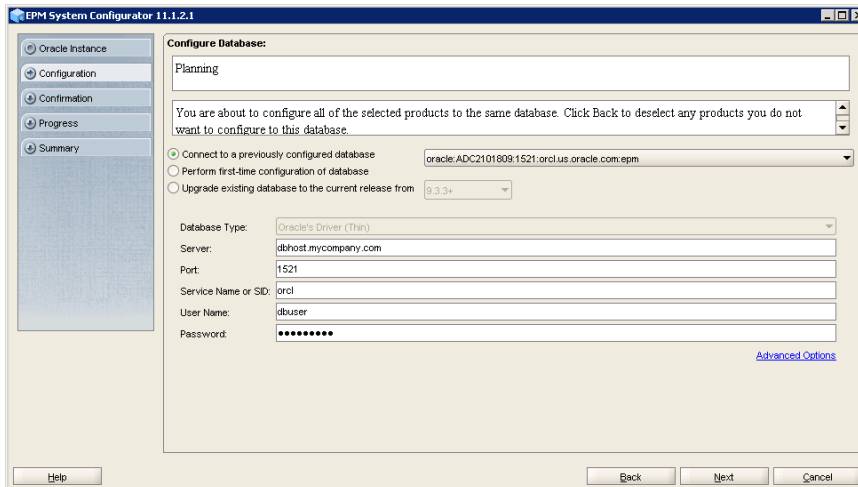 EPM System Configurator 11.1.2.1
Oracle Instance
Configuration
Confirmation
Progress
Summary
Configure Database:
Planning
You are about to configure all of the selected products to the same database. Click Back to deselect any products you do not
want to configure to this database.
Connect to a previously configured database
oracle:ADC2101809:1521:orcl.us.oracle.com:epm
Perform first-time configuration of database
Upgrade existing database to the current release from
9.3.3+
Database Type:
Oracle's Driver (Thin)
Server:
dbhost.mycompany.com
Port:
1521
Service Name or SID:
orcl
User Name:
dbuser
Password:
•••••••••
Advanced Options
Help
Back
Next
Cancel